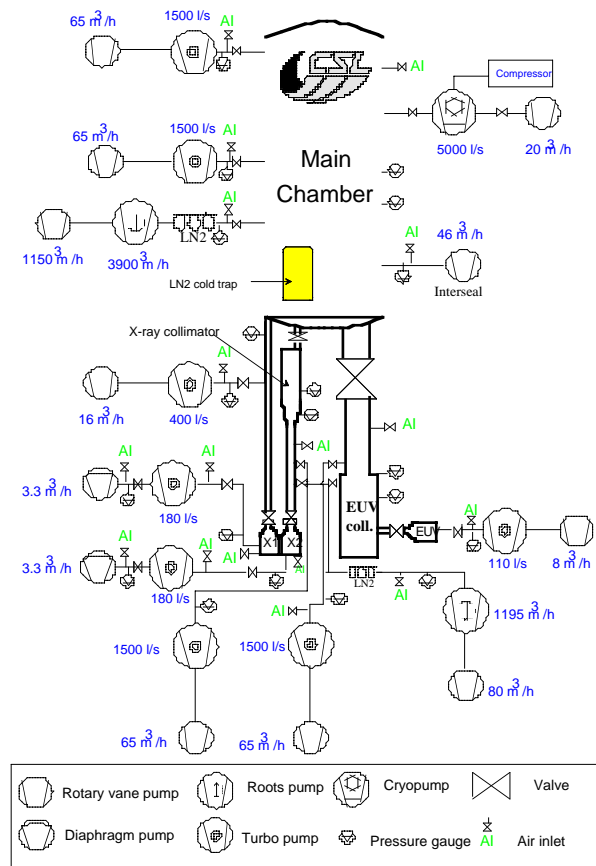 65 m³/h
1500 l/s
AI
CSL
AI
Compressor
5000 l/s
20 m³/h
65 m³/h
1500 l/s
AI
Main
Chamber
AI
LN2
1150 m³/h
3900 m³/h
46 m³/h
AI
Interseal
LN2 cold trap
X-ray collimator
AI
16 m³/h
400 l/s
AI
AI
AI
3.3 m³/h
180 l/s
AI
EUV
coll.
EUV
AI
X1
X2
110 l/s
8 m³/h
AI
AI
AI
3.3 m³/h
180 l/s
AI
LN2
AI
1195 m³/h
AI
1500 l/s
1500 l/s
80 m³/h
65 m³/h
65 m³/h
Rotary vane pump
Roots pump
Cryopump
Valve
Diaphragm pump
Turbo pump
Pressure gauge
AI
Air inlet